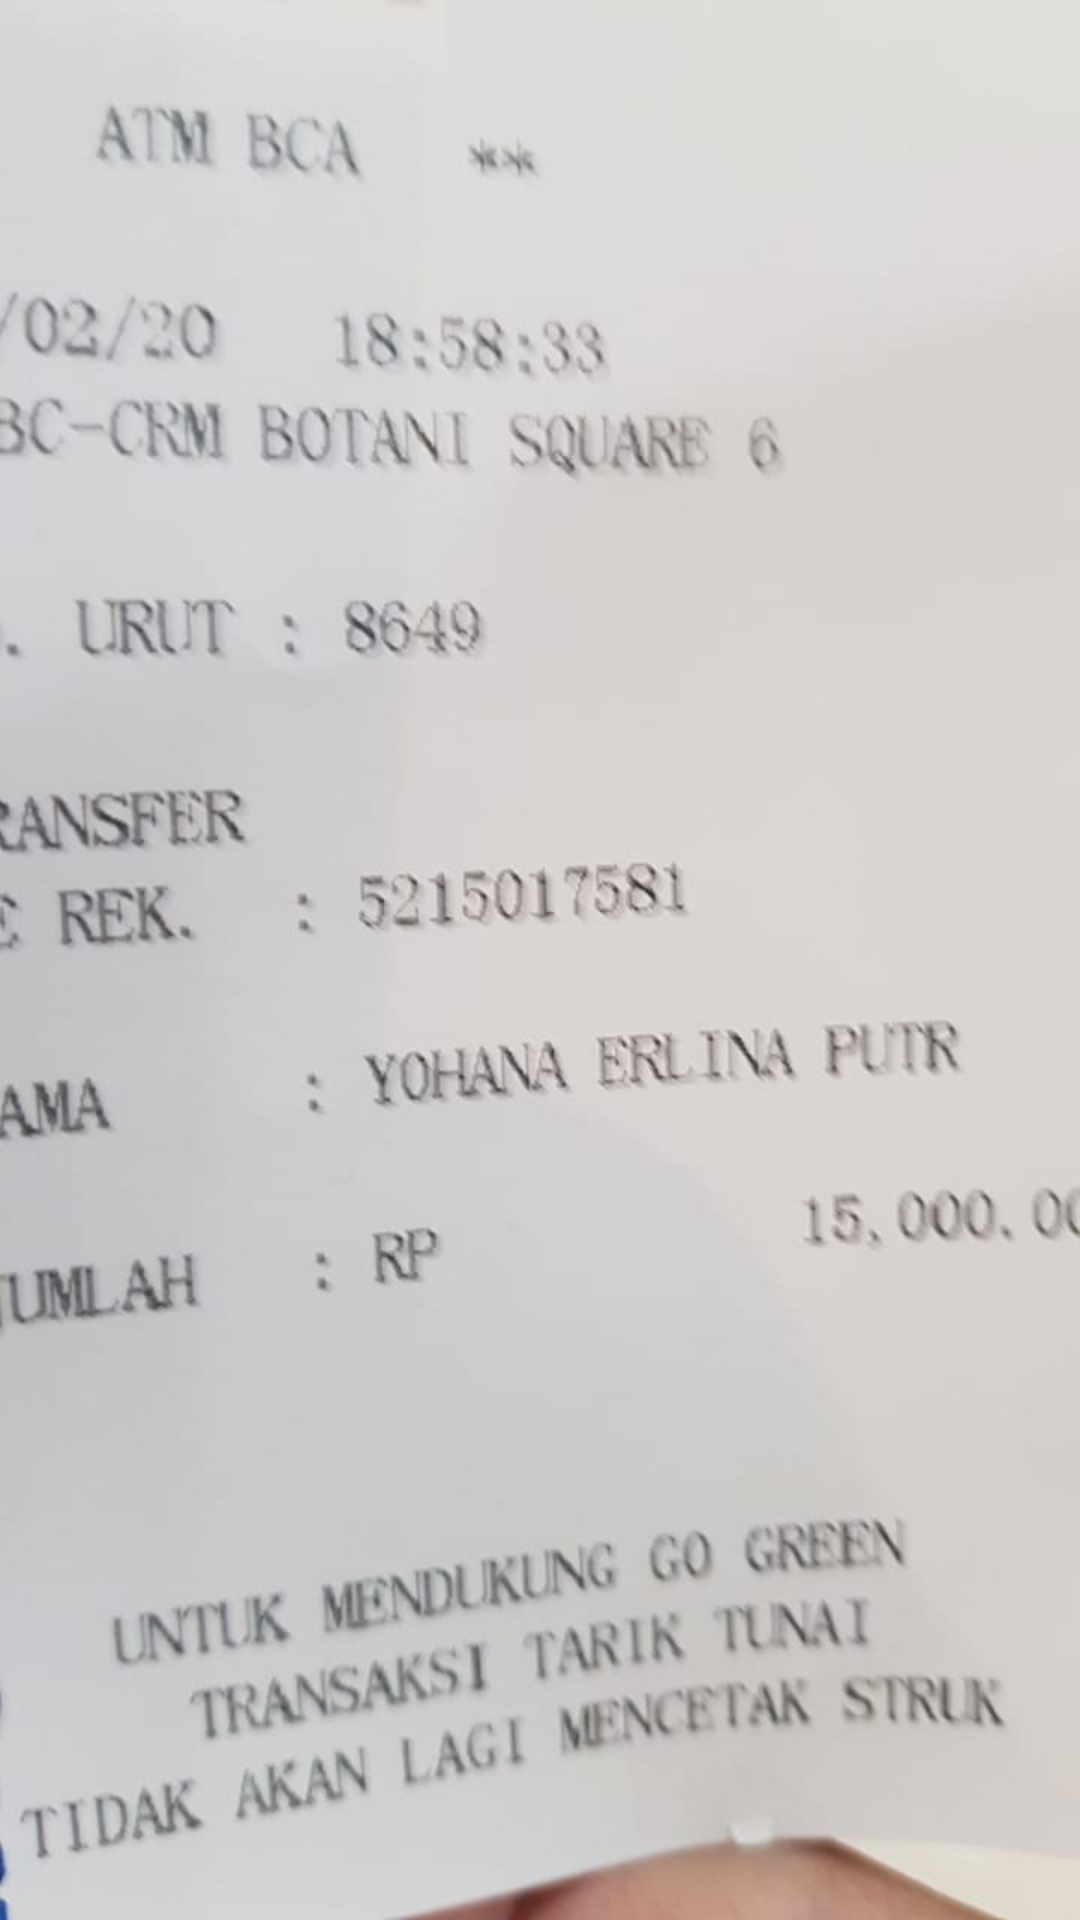 ATM BCA **
/02/20 18:58:33
BC-CRM BOTANI SQUARE 6
. URUT : 8649
RANSFER
E REK. : 5215017581
AMA : YOHANA ERLINA PUTR
JUMLAH : RP 15,000.00
UNTUK MENDUKUNG GO GREEN
TRANSAKSI TARIK TUNAI
TIDAK AKAN LAGI MENCETAK STRUK